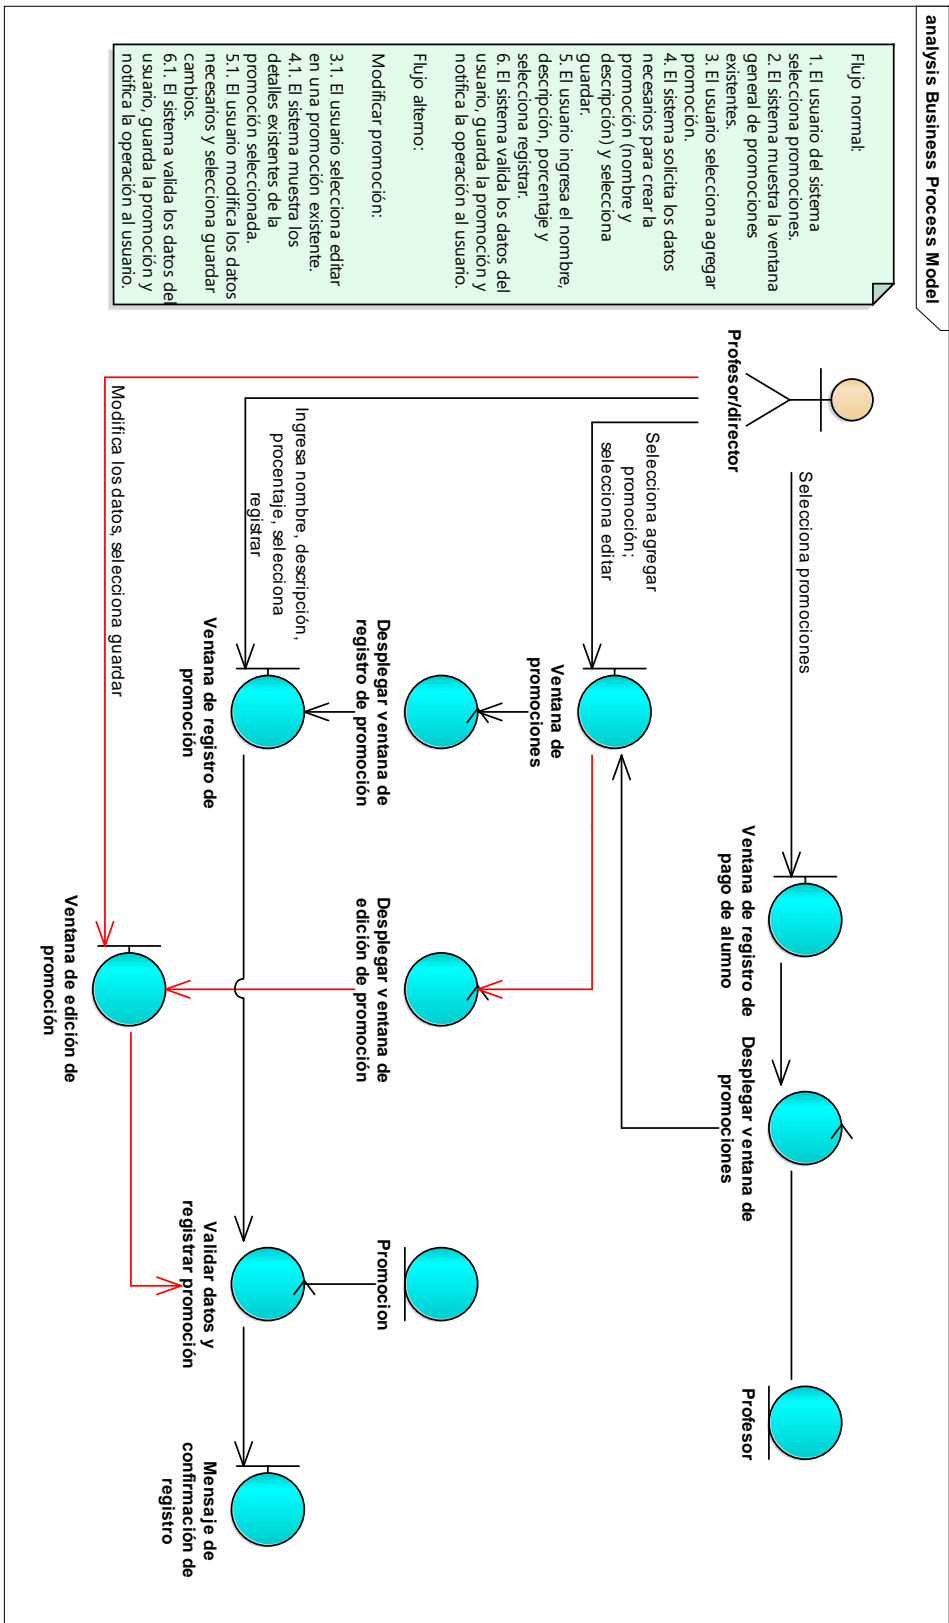 analysis Business Process Model
Flujo normal:
1. El usuario del sistema
selecciona promociones.
2. El sistema muestra la ventana
general de promociones
existentes.
3. El usuario selecciona agregar
promoción.
4. El sistema solicita los datos
necesarios para crear la
promoción (nombre y
descripción) y selecciona
guardar.
5. El usuario ingresa el nombre,
descripción, porcentaje y
selecciona registrar.
6. El sistema valida los datos del
usuario, guarda la promoción y
notifica la operación al usuario.
Flujo alterno:
Modificar promoción:
3.1. El usuario selecciona editar
en una promoción existente.
4.1. El sistema muestra los
detalles existentes de la
promoción seleccionada.
5.1. El usuario modifica los datos
necesarios y selecciona guardar
cambios.
6.1. El sistema valida los datos del
usuario, guarda la promoción y
notifica la operación al usuario.
Profesor/director
Selecciona promociones
Ventana de registro de
pago de alumno
Desplegar ventana de
promociones
Profesor
Selecciona agregar
promoción;
selecciona editar
Ventana de
promociones
Desplegar ventana de
registro de promoción
Desplegar ventana de
edición de promoción
Promocion
Ingresa nombre, descripción,
procentaje, selecciona
registrar
Ventana de registro de
promoción
Validar datos y
registrar promoción
Mensaje de
confirmación de
registro
Modifica los datos, selecciona guardar
Ventana de edición de
promoción